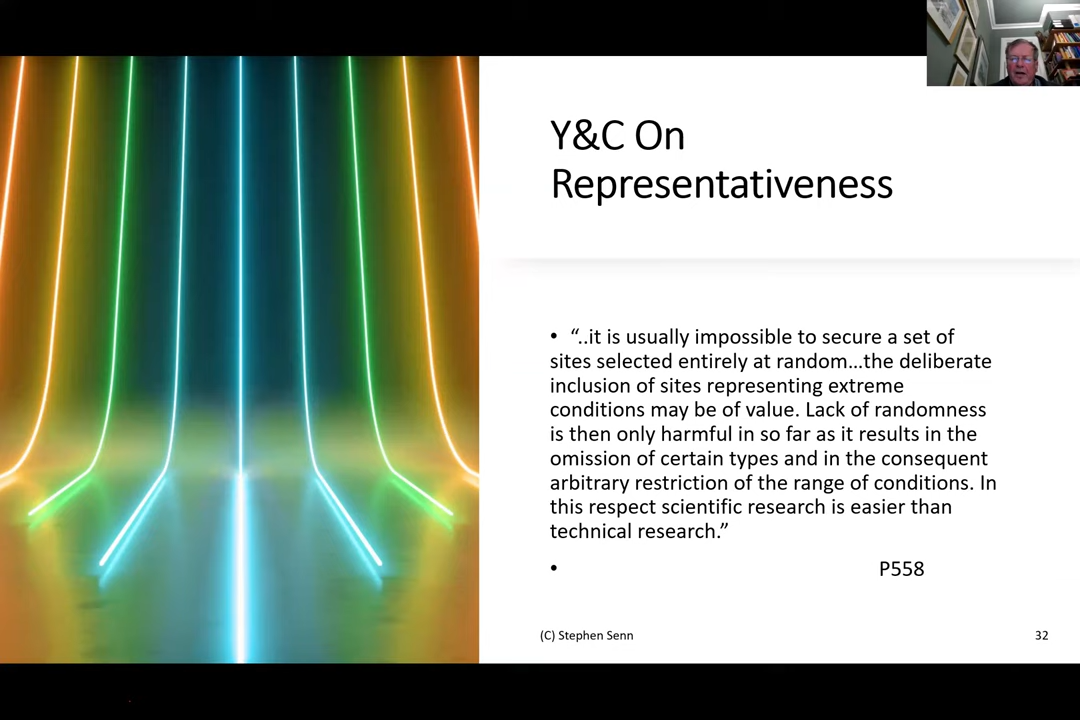 Y&C On
Representativeness
• “..it is usually impossible to secure a set of
sites selected entirely at random...the deliberate
inclusion of sites representing extreme
conditions may be of value. Lack of randomness
is then only harmful in so far as it results in the
omission of certain types and in the consequent
arbitrary restriction of the range of conditions. In
this respect scientific research is easier than
technical research.”
• P558
(C) Stephen Senn
32